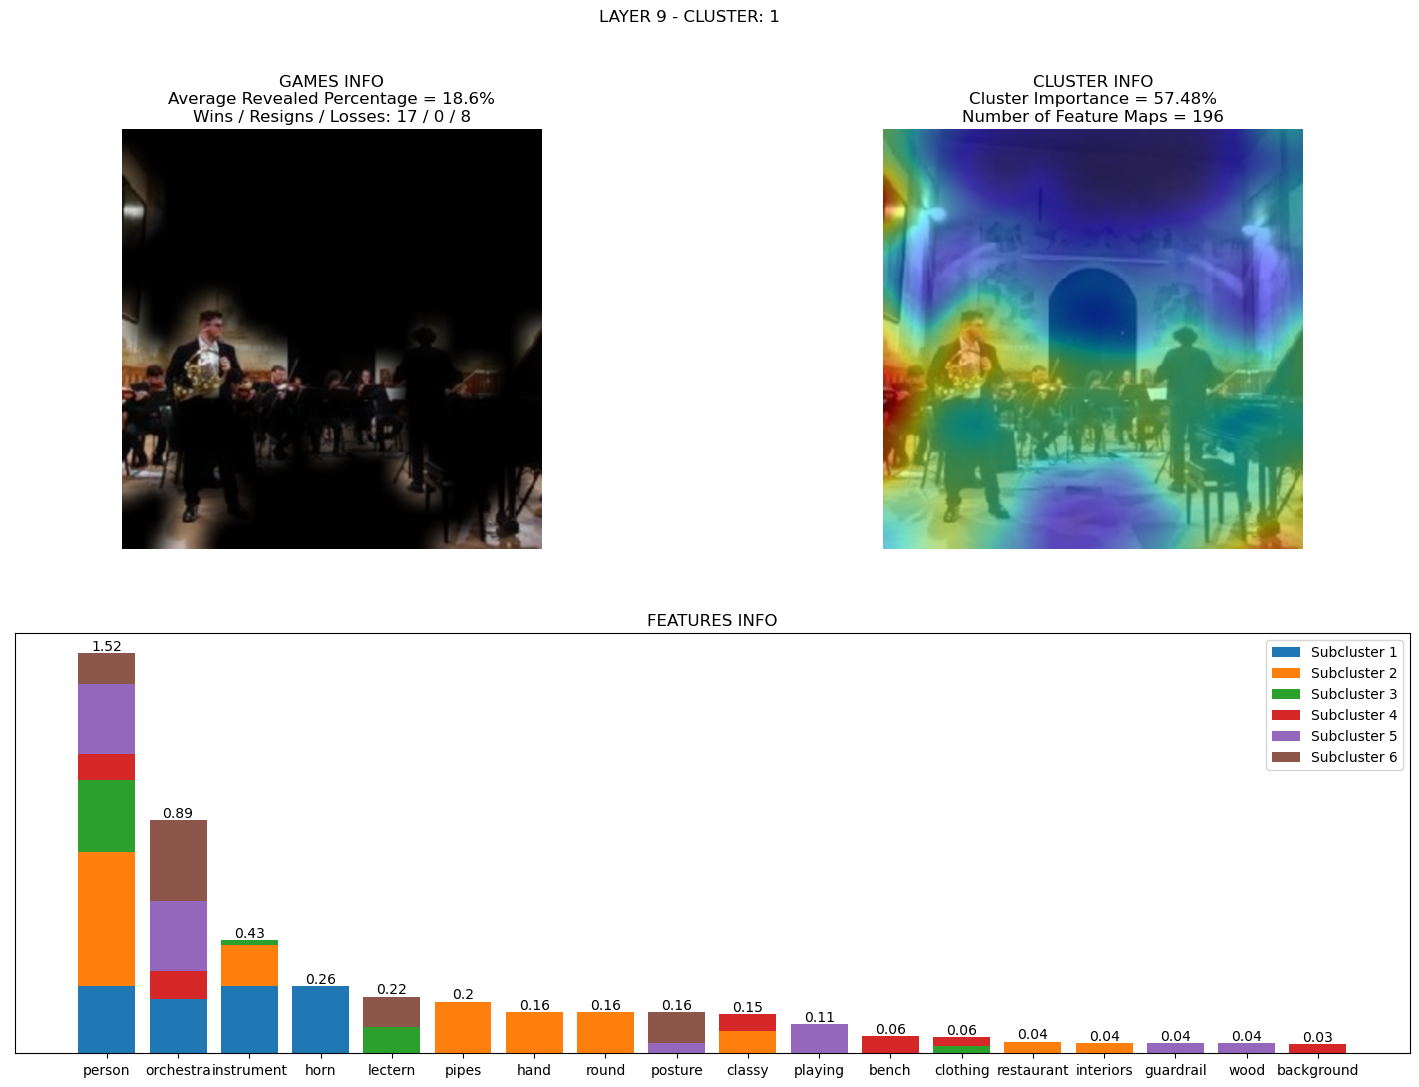 LAYER 9 - CLUSTER: 1
GAMES INFO
Average Revealed Percentage = 18.6%
Wins / Resigns / Losses: 17 / 0 / 8
CLUSTER INFO
Cluster Importance = 57.48%
Number of Feature Maps = 196
FEATURES INFO
1.52
0.89
0.43
0.26
0.22
0.2
0.16
0.16
0.16
0.15
0.11
0.06
0.06
0.04
0.04
0.04
0.04
0.03
Subcluster 1
Subcluster 2
Subcluster 3
Subcluster 4
Subcluster 5
Subcluster 6
person orchestra instrument horn lectern pipes hand round posture classy playing bench clothing restaurant interiors guardrail wood background